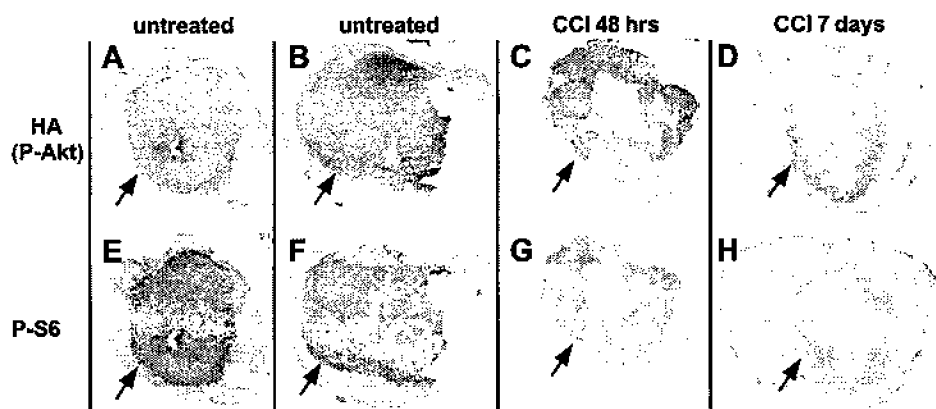 untreated untreated CCI 48 hrs CCI 7 days
A B C D
HA
(P-Akt)
E F G H
P-S6